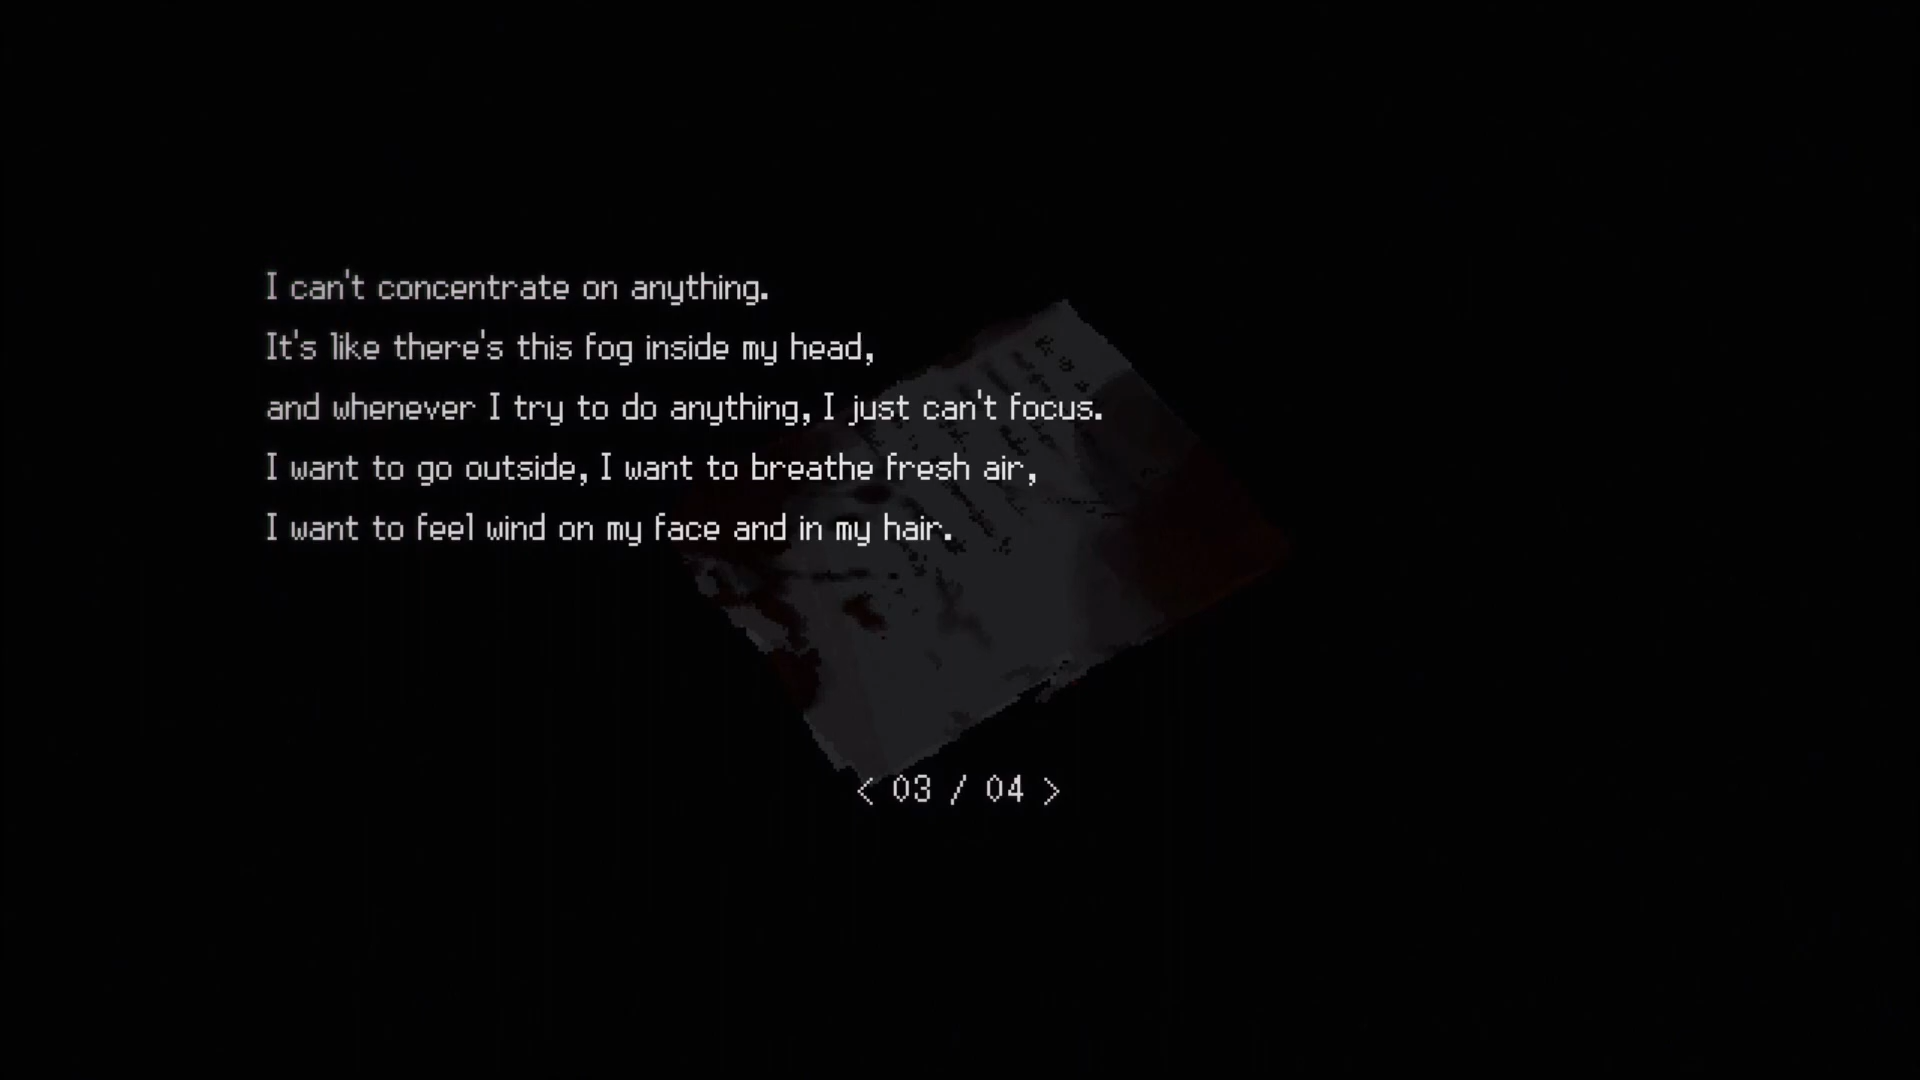 I can't concentrate on anything.
It's like there's this fog inside my head,
and whenever I try to do anything, I just can't focus.
I want to go outside, I want to breathe fresh air,
I want to feel wind on my face and in my hair.
< 03 / 04 >